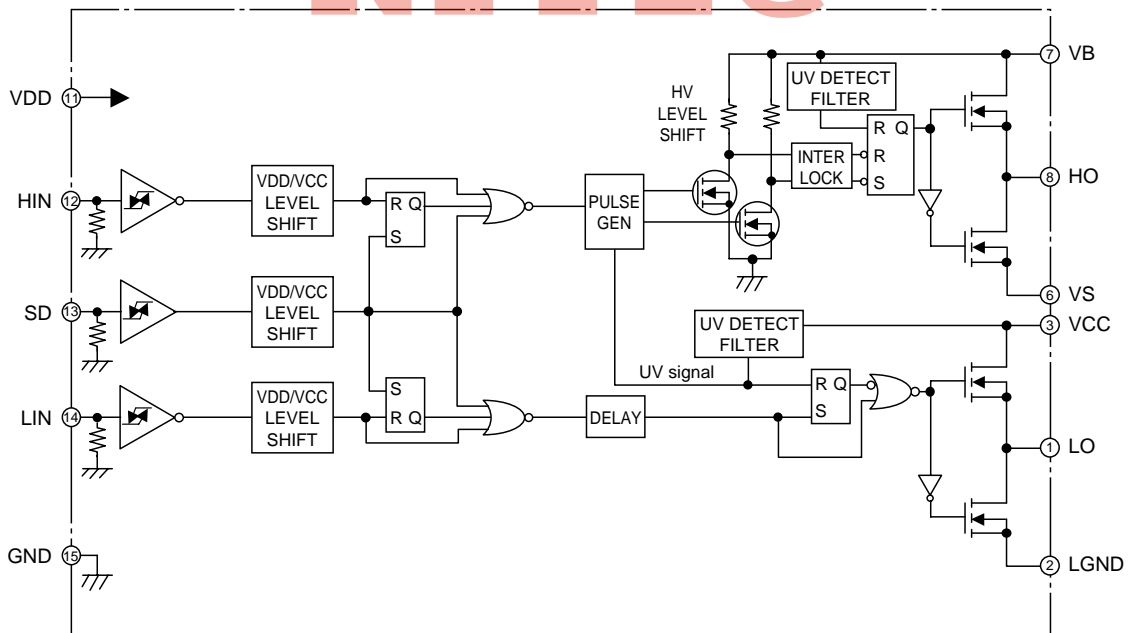 VDD 11
HIN 12
SD 13
LIN 14
GND 15
VDD/VCC
LEVEL
SHIFT
VDD/VCC
LEVEL
SHIFT
VDD/VCC
LEVEL
SHIFT
R Q
S
S
R Q
PULSE
GEN
DELAY
HV
LEVEL
SHIFT
UV DETECT
FILTER
INTER
LOCK
R Q
R
S
UV DETECT
FILTER
UV signal
R Q
S
7 VB
8 HO
6 VS
3 VCC
1 LO
2 LGND